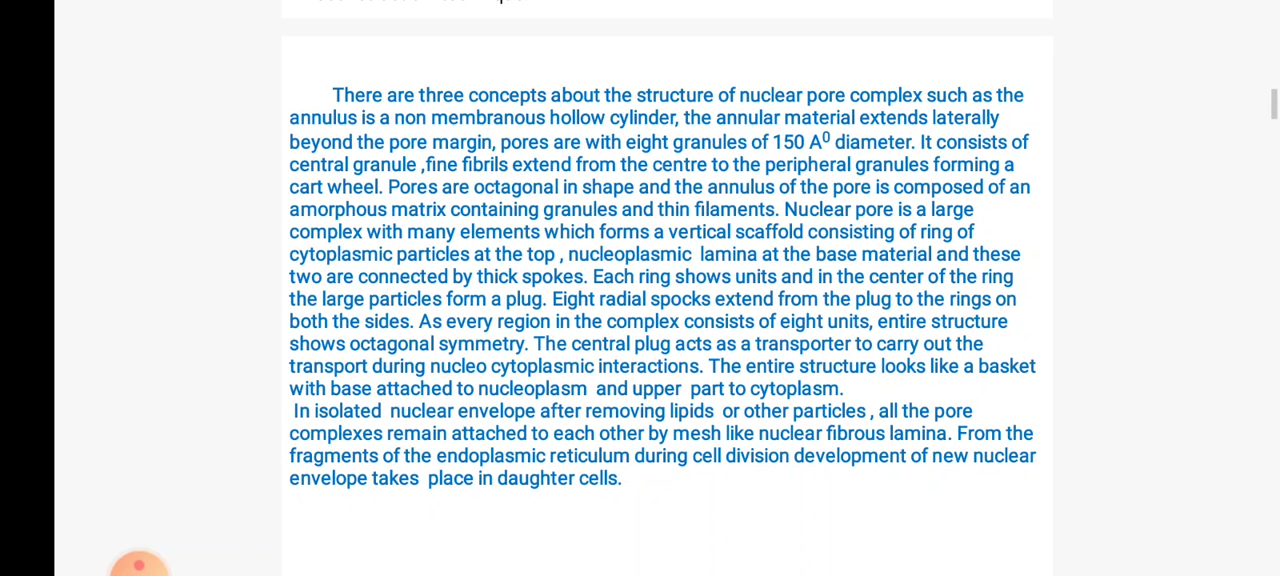 There are three concepts about the structure of nuclear pore complex such as the
annulus is a non membranous hollow cylinder, the annular material extends laterally
beyond the pore margin, pores are with eight granules of 150 A⁰ diameter. It consists of
central granule ,fine fibrils extend from the centre to the peripheral granules forming a
cart wheel. Pores are octagonal in shape and the annulus of the pore is composed of an
amorphous matrix containing granules and thin filaments. Nuclear pore is a large
complex with many elements which forms a vertical scaffold consisting of ring of
cytoplasmic particles at the top , nucleoplasmic  lamina at the base material and these
two are connected by thick spokes. Each ring shows units and in the center of the ring
the large particles form a plug. Eight radial spocks extend from the plug to the rings on
both the sides. As every region in the complex consists of eight units, entire structure
shows octagonal symmetry. The central plug acts as a transporter to carry out the
transport during nucleo cytoplasmic interactions. The entire structure looks like a basket
with base attached to nucleoplasm  and upper  part to cytoplasm.
In isolated  nuclear envelope after removing lipids  or other particles , all the pore
complexes remain attached to each other by mesh like nuclear fibrous lamina. From the
fragments of the endoplasmic reticulum during cell division development of new nuclear
envelope takes  place in daughter cells.